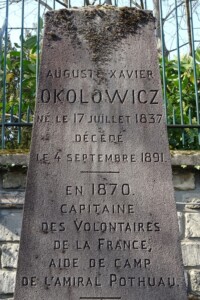 AUGUSTE XAVIER
OKOLOWICZ
NÉ LE 17 JUILLET 1837
DÉCÉDÉ
LE 4 SEPTEMBRE 1891.
EN 1870.
CAPITAINE
DES VOLONTAIRES
DE LA FRANCE,
AIDE DE CAMP
DE L'AMIRAL POTHUAU.